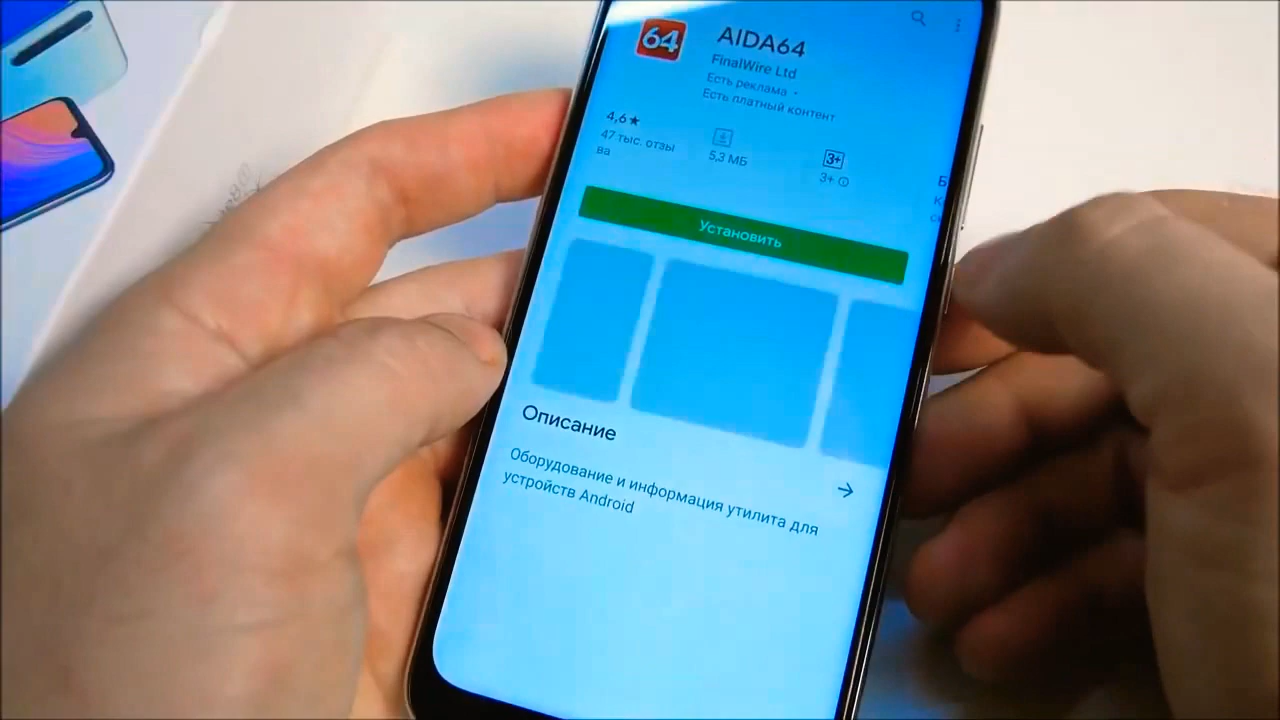 64
AIDA64
FinalWire Ltd
Есть реклама •
Есть платный контент
4,6★
47 тыс. отзы
ва
5,3 МБ
3+
3+
Установить
Описание
Оборудование и информация утилита для
устройств Android